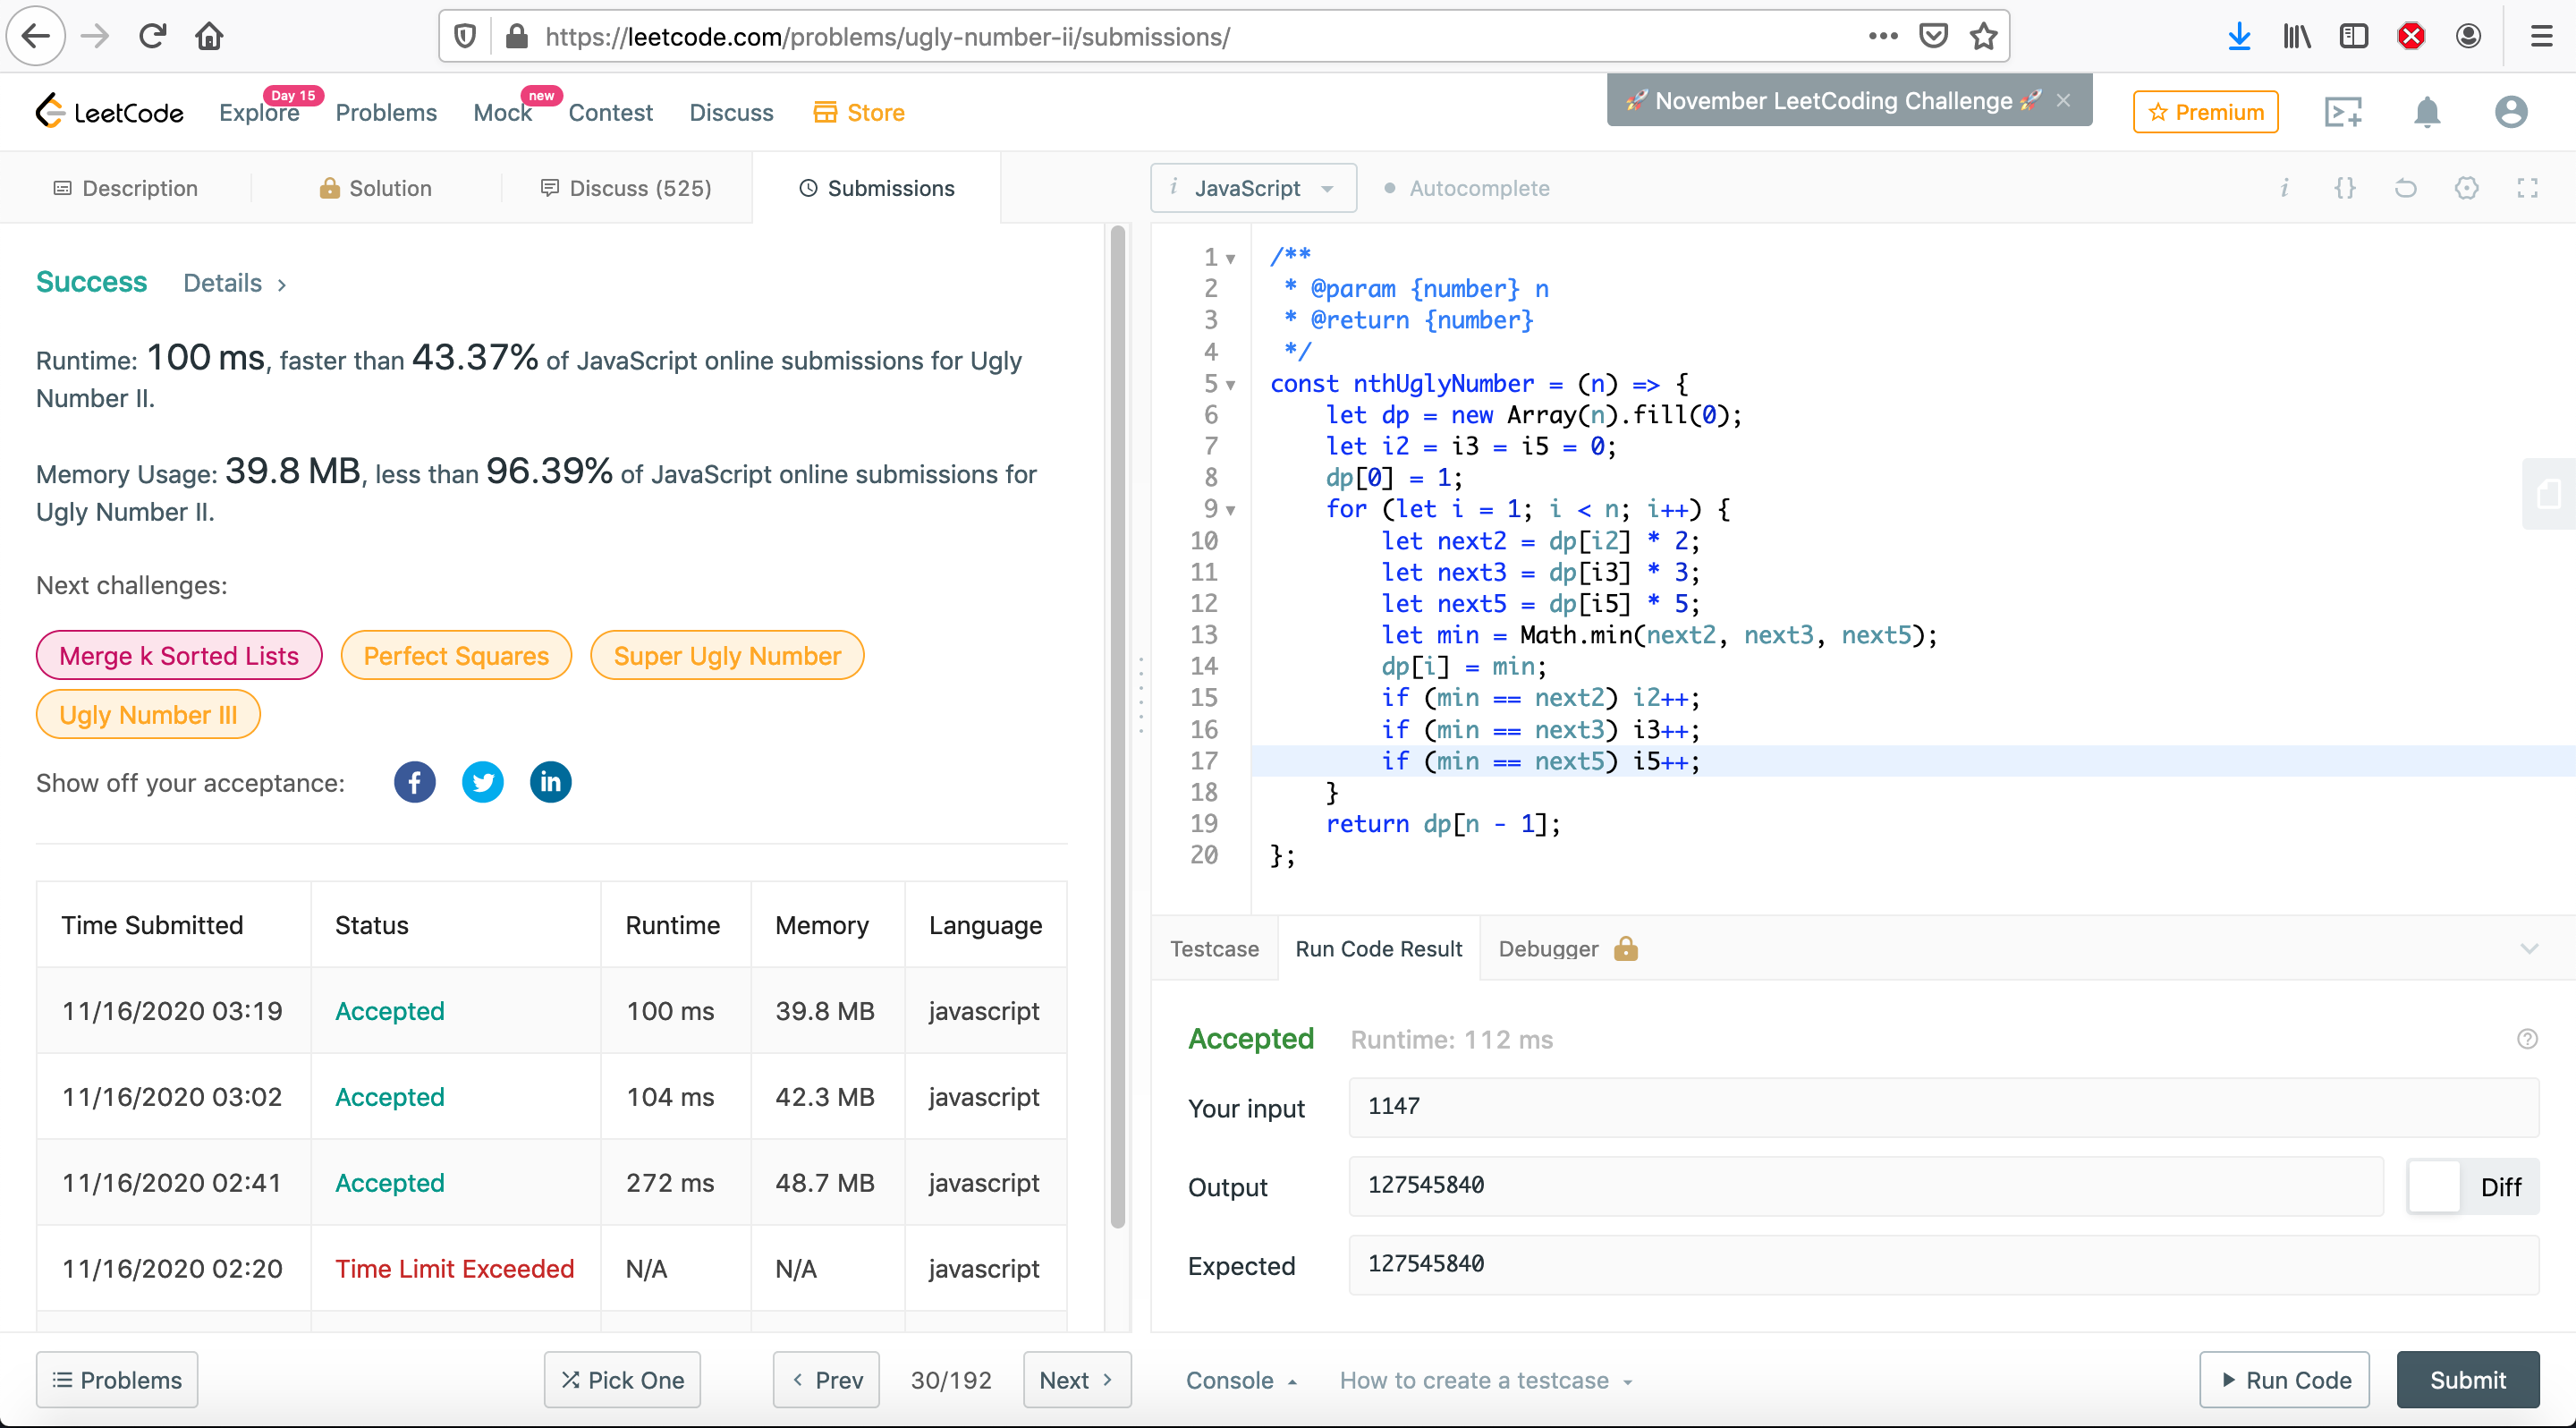 https://leetcode.com/problems/ugly-number-ii/submissions/
LeetCode
Explore
Day 15
Problems
Mock
new
Contest
Discuss
Store
🚀 November LeetCoding Challenge 🚀 ×
Premium
Description
Solution
Discuss (525)
Submissions
i JavaScript
Autocomplete
i {}
Success Details >
Runtime: 100 ms, faster than 43.37% of JavaScript online submissions for Ugly
Number II.
Memory Usage: 39.8 MB, less than 96.39% of JavaScript online submissions for
Ugly Number II.
Next challenges:
Merge k Sorted Lists
Perfect Squares
Super Ugly Number
Ugly Number III
Show off your acceptance: f in
Time Submitted Status Runtime Memory Language
11/16/2020 03:19 Accepted 100 ms 39.8 MB javascript
11/16/2020 03:02 Accepted 104 ms 42.3 MB javascript
11/16/2020 02:41 Accepted 272 ms 48.7 MB javascript
11/16/2020 02:20 Time Limit Exceeded N/A N/A javascript
Problems
Pick One
< Prev
30/192
Next >
1 /**
2  * @param {number} n
3  * @return {number}
4  */
5 const nthUglyNumber = (n) => {
6     let dp = new Array(n).fill(0);
7     let i2 = i3 = i5 = 0;
8     dp[0] = 1;
9     for (let i = 1; i < n; i++) {
10         let next2 = dp[i2] * 2;
11         let next3 = dp[i3] * 3;
12         let next5 = dp[i5] * 5;
13         let min = Math.min(next2, next3, next5);
14         dp[i] = min;
15         if (min == next2) i2++;
16         if (min == next3) i3++;
17         if (min == next5) i5++;
18     }
19     return dp[n - 1];
20 };
Testcase
Run Code Result
Debugger
Accepted Runtime: 112 ms
?
Your input 1147
Output 127545840
Diff
Expected 127545840
Console
How to create a testcase
Run Code
Submit